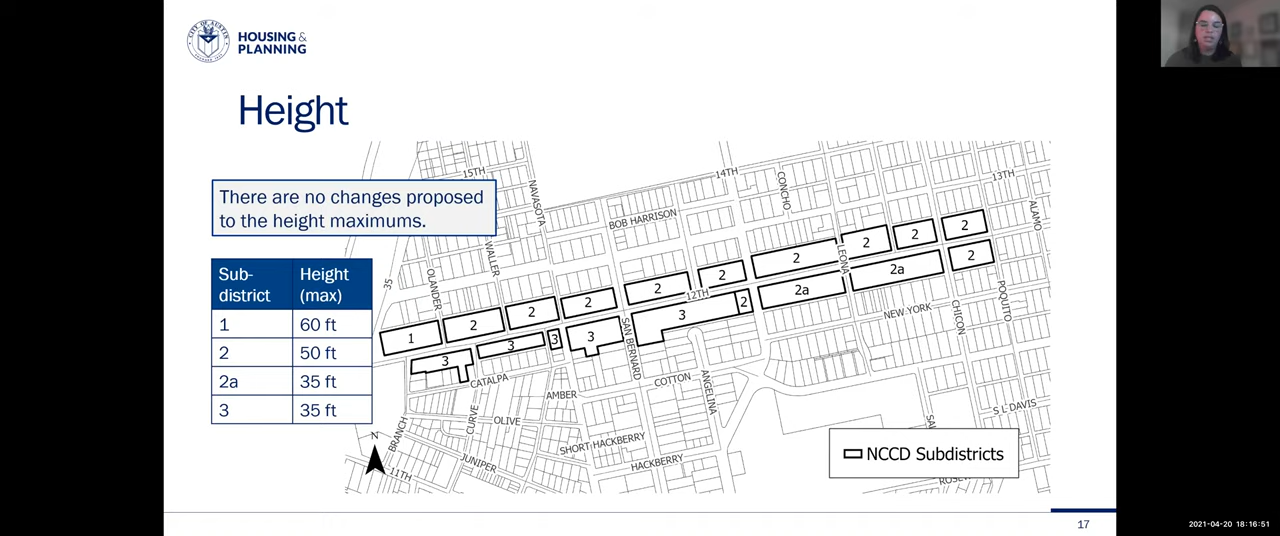 CITY OF AUSTIN
HOUSING &
PLANNING
Height
There are no changes proposed
to the height maximums.
Sub-
district
Height
(max)
1
60 ft
2
50 ft
2a
35 ft
3
35 ft
15TH
NAVASOTA
14TH
CONCHO
13TH
ALAMO
BOB HARRISON
WALLER
OLANDER
35
LEONA
12TH
1
2
2
2
2
2
2
2
2
2
3
3
3
3
3
2
2a
2a
2
SAN BERNARD
NEW YORK
CHICON
POQUITO
CATALPA
COTTON
ANGELINA
AMBER
CURVE
OLIVE
BRANCH
S L DAVIS
SHORT HACKBERRY
HACKBERRY
JUNIPER
11TH
N
NCCD Subdistricts
17
2021-04-20 18:16:51